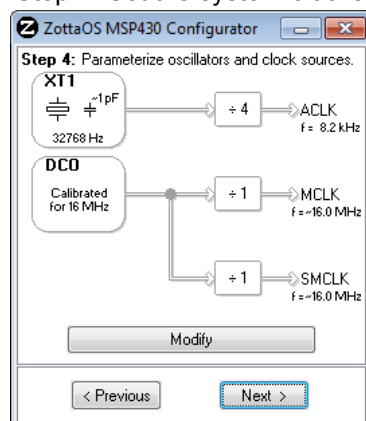 ZottaOS MSP430 Configurator
Step 4: Parameterize oscillators and clock sources.
XT1
~1pF
32768 Hz
÷ 4
ACLK
f = 8.2 kHz
DCO
Calibrated
for 16 MHz
÷ 1
MCLK
f =~16.0 MHz
÷ 1
SMCLK
f =~16.0 MHz
Modify
< Previous
Next >